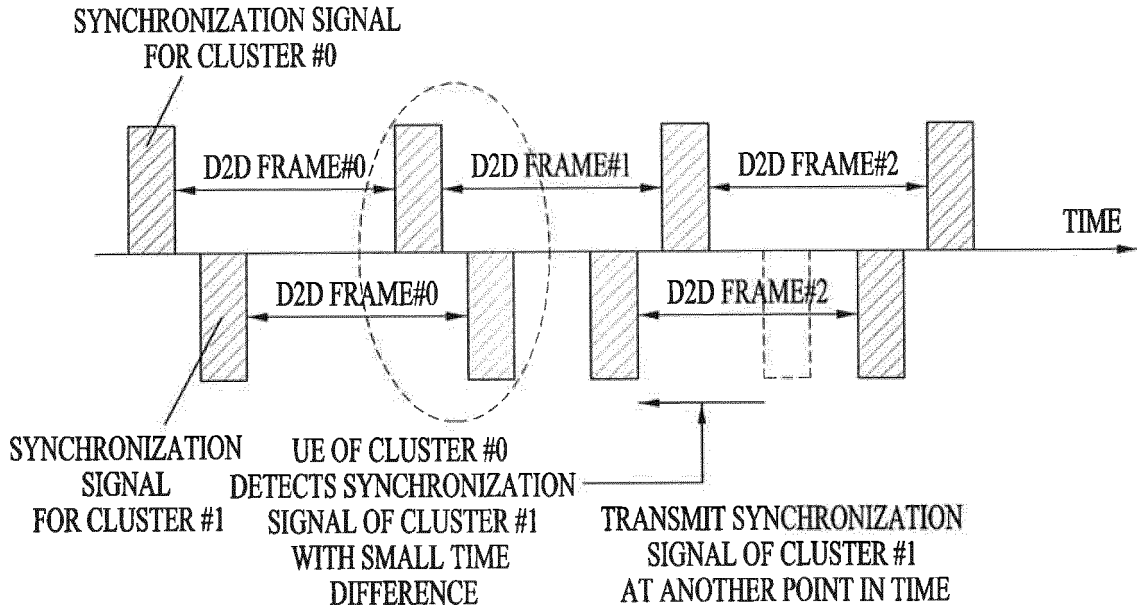 SYNCHRONIZATION SIGNAL
FOR CLUSTER #0
D2D FRAME#0
D2D FRAME#1
D2D FRAME#2
TIME
D2D FRAME#0
D2D FRAME#2
SYNCHRONIZATION
SIGNAL
FOR CLUSTER #1
UE OF CLUSTER #0
DETECTS SYNCHRONIZATION
SIGNAL OF CLUSTER #1
WITH SMALL TIME
DIFFERENCE
TRANSMIT SYNCHRONIZATION
SIGNAL OF CLUSTER #1
AT ANOTHER POINT IN TIME